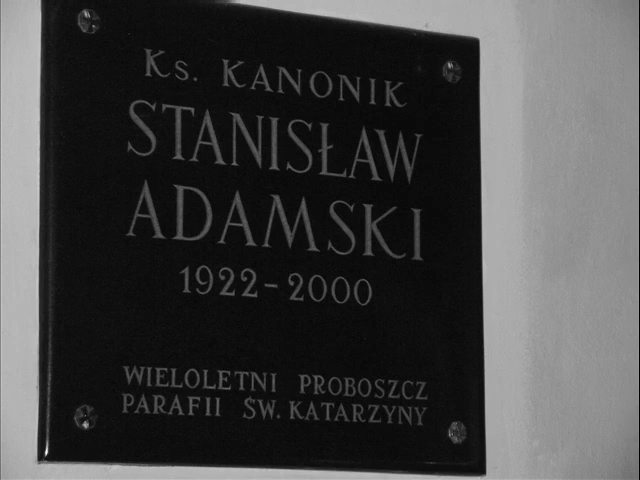 Ks. KANONIK
STANISŁAW
ADAMSKI
1922-2000
WIELOLETNI PROBOSZCZ
PARAFII ŚW. KATARZYNY